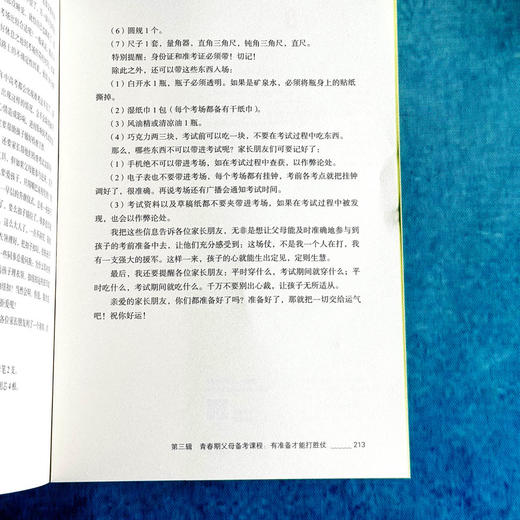 （6）圆规1个。
（7）尺子1套，量角器，直角三角尺，钝角三角尺，直尺。
特别提醒：身份证和准考证必须带！切记！
除此之外，还可以带这些东西入场：
（1）白开水1瓶，瓶子必须透明。如果是矿泉水，必须将瓶身上的贴纸
撕掉。
（2）湿纸巾1包（每个考场都备有干纸巾）。
（3）风油精或清凉油1瓶。
（4）巧克力两三块，考试前可以吃一块，不要在考试过程中吃东西。
那么，哪些东西不可以带进考试呢？家长朋友们要记好了：
（1）手机绝不可以带进考场，如在考试过程中查获，以作弊论处。
（2）电子表也不要带进考场，每个考场都有挂钟，考前各考点就把挂钟
调好了，很准确。再说考场还有广播会通知考试时间。
（3）考试资料以及草稿纸都不要夹带进考场，如果在考试过程中被发
现，也会以作弊论处。
我把这些信息告诉各位家长朋友，无非是想让父母能及时准确地参与到
孩子的考前准备中去，让他们充分感受到：这场仗，不是我一个人在打，我
有一支强大的援军。这样一来，孩子的心就能生出定见，定则生慧。
最后，我还要提醒各位家长朋友：平时穿什么，考试期间就穿什么；平
时吃什么，考试期间就吃什么。千万不要别出心裁，让孩子无所适从。
亲爱的家长朋友，你们都准备好了吗？准备好了，那就把一切交给运气
吧！祝你好运！
第三辑 青春期父母备考课程：有准备才能打胜仗 213